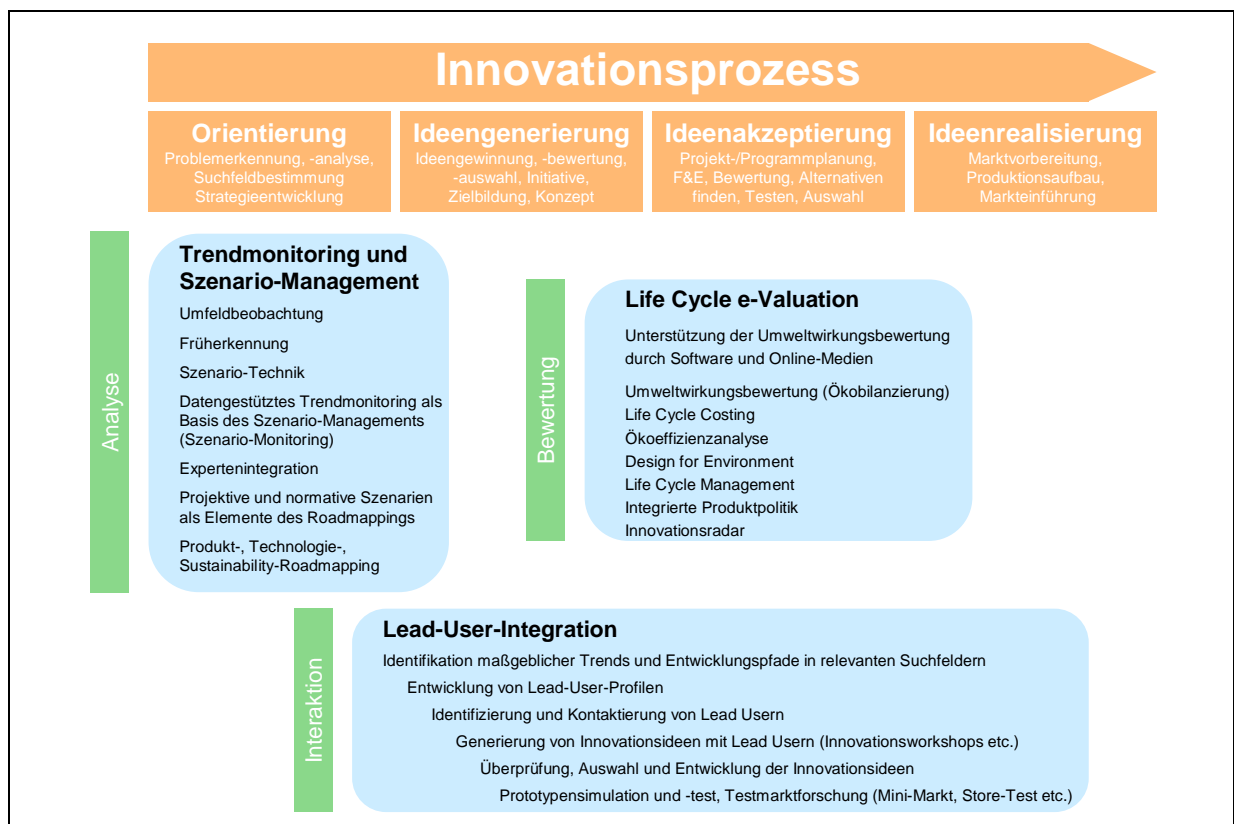 Innovationsprozess
Orientierung
Problemerkennung, -analyse,
Suchfeldbestimmung
Strategieentwicklung
Ideengenerierung
Ideengewinnung, -bewertung,
-auswahl, Initiative,
Zielbildung, Konzept
Ideenakzeptierung
Projekt-/Programmplanung,
F&E, Bewertung, Alternativen
finden, Testen, Auswahl
Ideenrealisierung
Marktvorbereitung,
Produktionsaufbau,
Markteinführung
Analyse
Trendmonitoring und
Szenario-Management
Umfeldbeobachtung
Früherkennung
Szenario-Technik
Datengestütztes Trendmonitoring als
Basis des Szenario-Managements
(Szenario-Monitoring)
Expertenintegration
Projektive und normative Szenarien
als Elemente des Roadmappings
Produkt-, Technologie-,
Sustainability-Roadmapping
Bewertung
Life Cycle e-Valuation
Unterstützung der Umweltwirkungsbewertung
durch Software und Online-Medien
Umweltwirkungsbewertung (Ökobilanzierung)
Life Cycle Costing
Ökoeffizienzanalyse
Design for Environment
Life Cycle Management
Integrierte Produktpolitik
Innovationsradar
Interaktion
Lead-User-Integration
Identifikation maßgeblicher Trends und Entwicklungspfade in relevanten Suchfeldern
Entwicklung von Lead-User-Profilen
Identifizierung und Kontaktierung von Lead Usern
Generierung von Innovationsideen mit Lead Usern (Innovationsworkshops etc.)
Überprüfung, Auswahl und Entwicklung der Innovationsideen
Prototypensimulation und -test, Testmarktforschung (Mini-Markt, Store-Test etc.)